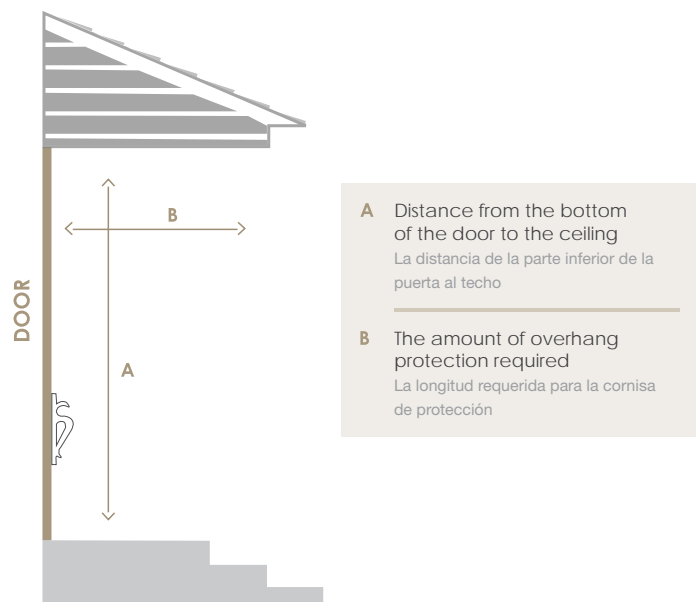 DOOR
B
A
A Distance from the bottom
of the door to the ceiling
La distancia de la parte inferior de la
puerta al techo
B The amount of overhang
protection required
La longitud requerida para la cornisa
de protección